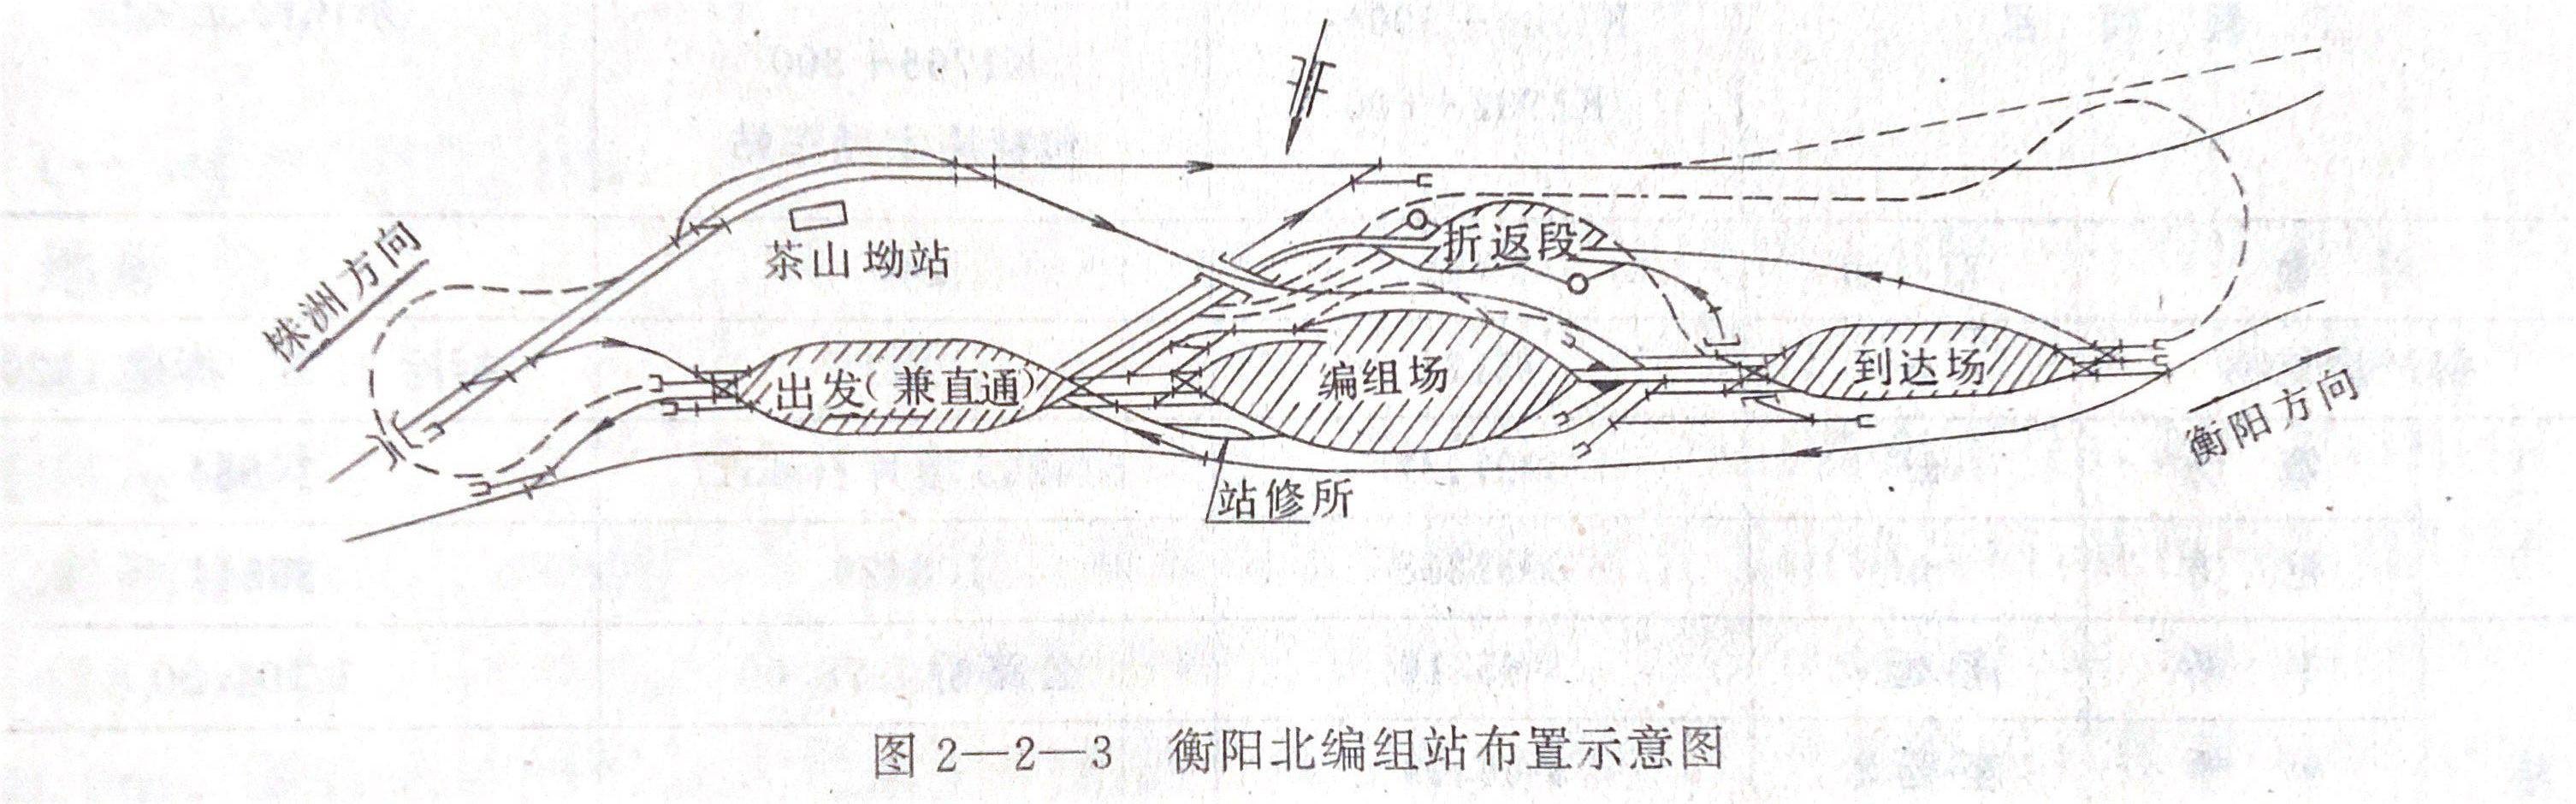 株洲方向
茶山坳站
折返段
出发(兼直通)
编组场
到达场
衡阳方向
站修所
图 2—2—3 衡阳北编组站布置示意图